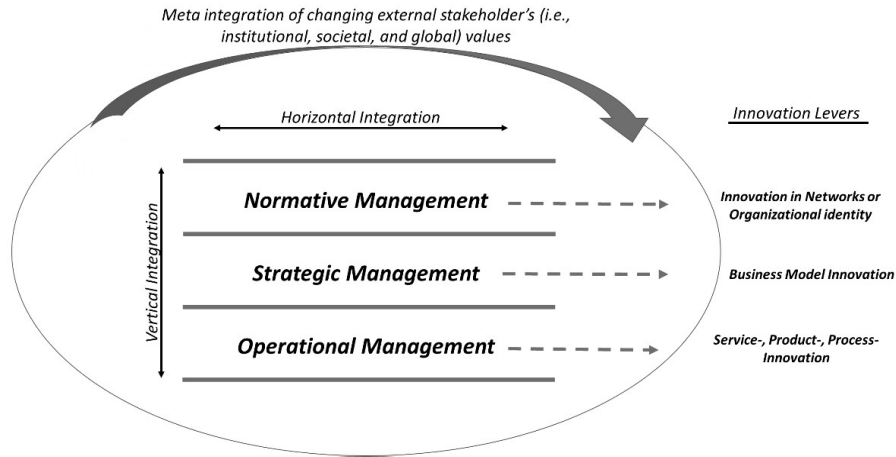 Meta integration of changing external stakeholder's (i.e.,
institutional, societal, and global) values
Horizontal Integration
Innovation Levers
Vertical Integration
Normative Management
Innovation in Networks or
Organizational identity
Strategic Management
Business Model Innovation
Operational Management
Service-, Product-, Process-
Innovation